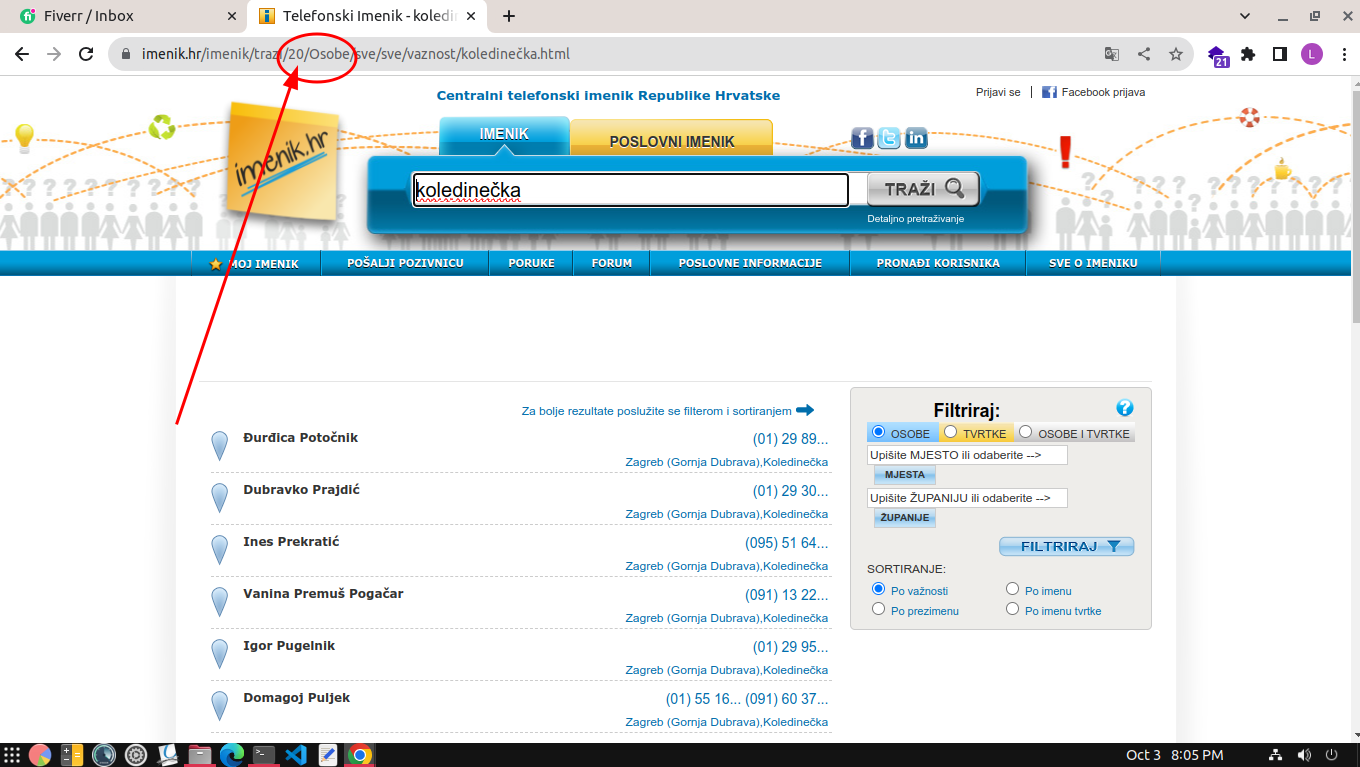 Fiverr / Inbox
Telefonski Imenik - koledin
imenik.hr/imenik/trazi/20/Osobe/sve/sve/vaznost/koledinečka.html
21
L
Centralni telefonski imenik Republike Hrvatske
Prijavi se | Facebook prijava
imenik.hr
IMENIK
POSLOVNI IMENIK
koledinečka
TRAŽI
Detaljno pretraživanje
MOJ IMENIK
POŠALJI POZIVNICU
PORUKE
FORUM
POSLOVNE INFORMACIJE
PRONAĐI KORISNIKA
SVE O IMENIKU
Za bolje rezultate poslužite se filterom i sortiranjem
Đurđica Potočnik
(01) 29 89...
Zagreb (Gornja Dubrava),Koledinečka
Dubravko Prajdić
(01) 29 30...
Zagreb (Gornja Dubrava),Koledinečka
Ines Prekratić
(095) 51 64...
Zagreb (Gornja Dubrava),Koledinečka
Vanina Premuš Pogačar
(091) 13 22...
Zagreb (Gornja Dubrava),Koledinečka
Igor Pugelnik
(01) 29 95...
Zagreb (Gornja Dubrava),Koledinečka
Domagoj Puljek
(01) 55 16... (091) 60 37...
Zagreb (Gornja Dubrava),Koledinečka
Filtriraj:
OSOBE
TVRTKE
OSOBE I TVRTKE
Upišite MJESTO ili odaberite -->
MJESTA
Upišite ŽUPANIJU ili odaberite -->
ŽUPANIJE
FILTRIRAJ
SORTIRANJE:
Po važnosti
Po imenu
Po prezimenu
Po imenu tvrtke
Oct 3 8:05 PM